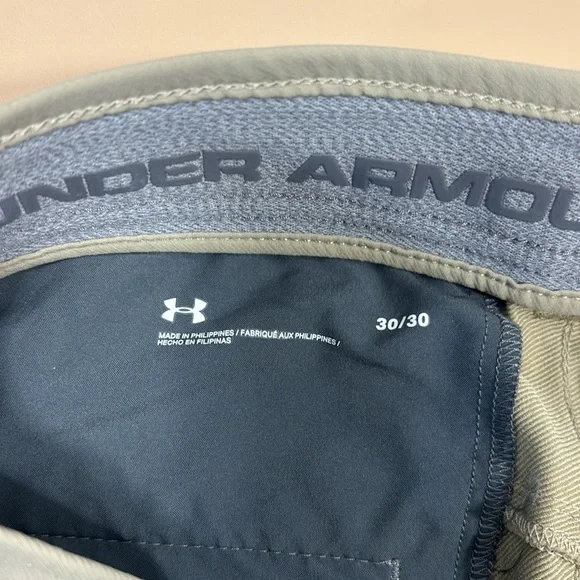 UNDER ARMOU
MADE IN PHILIPPINES / FABRIQUÉ AUX PHILIPPINES /
HECHO EN FILIPINAS
30/30